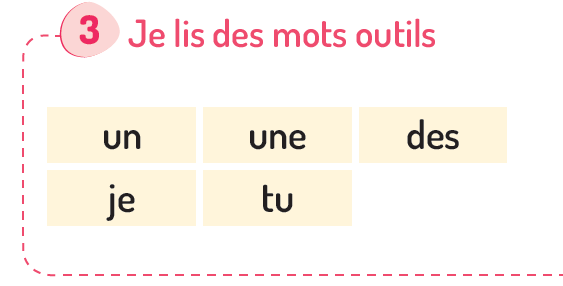 3 Je lis des mots outils
un une des
je tu